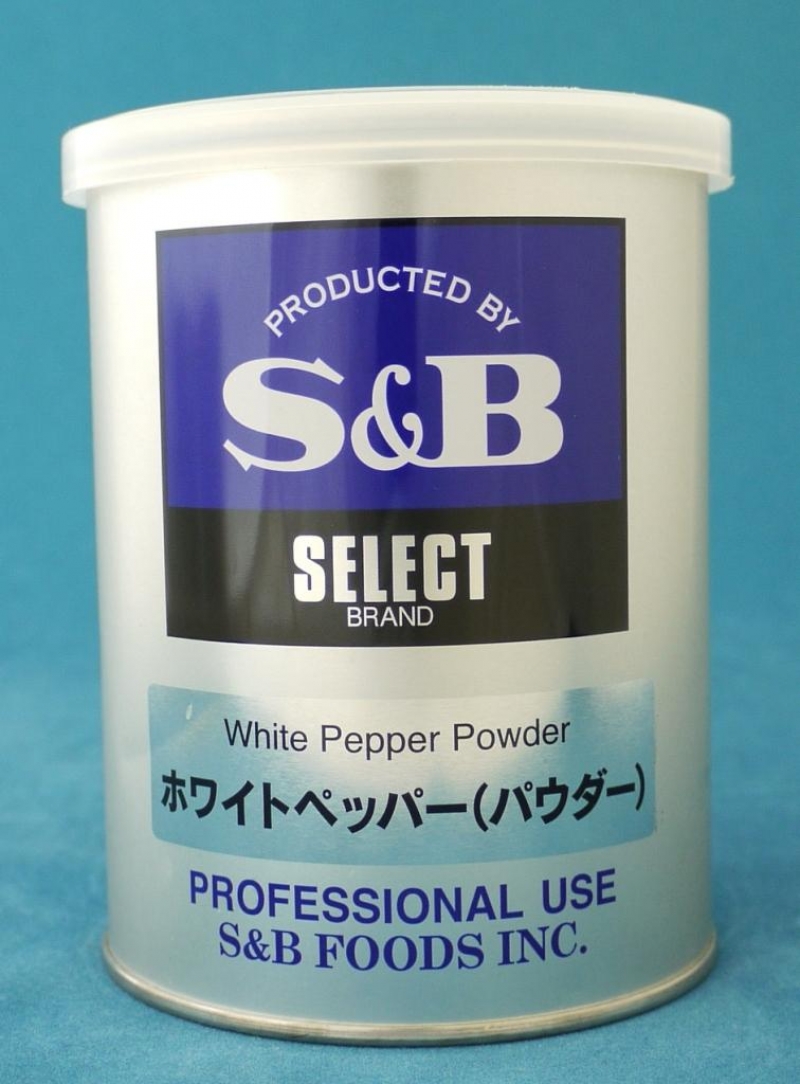 PRODUCTED BY
S&B
SELECT
BRAND
White Pepper Powder
ホワイトペッパー(パウダー)
PROFESSIONAL USE
S&B FOODS INC.